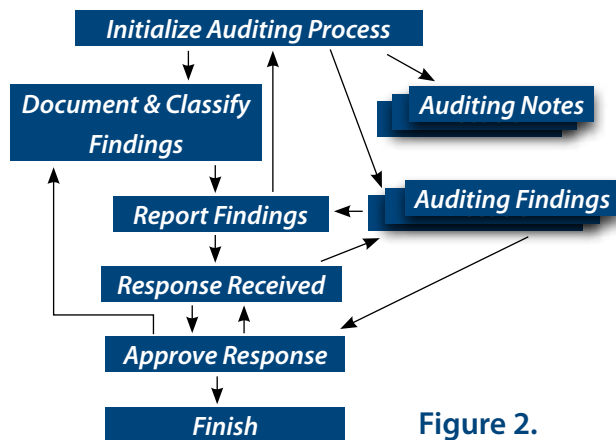 Initialize Auditing Process
Document & Classify
Findings
Auditing Notes
Report Findings
Auditing Findings
Response Received
Approve Response
Finish
Figure 2.